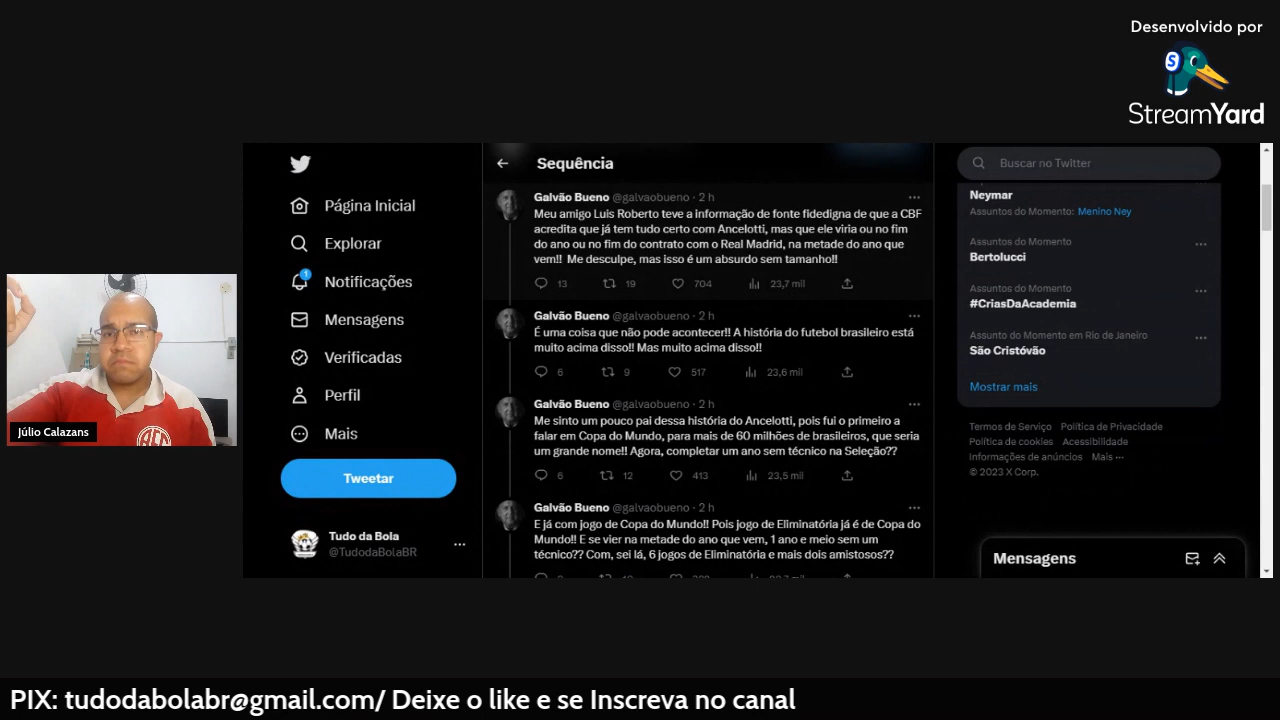 Desenvolvido por
StreamYard
Júlio Calazans
Página Inicial
Explorar
1
Notificações
Mensagens
Verificadas
Perfil
Mais
Tweetar
Tudo da Bola
@TudodaBolaBR
Sequência
Galvão Bueno @galvaobueno · 2 h
Meu amigo Luis Roberto teve a informação de fonte fidedigna de que a CBF
acredita que já tem tudo certo com Ancelotti, mas que ele viria ou no fim
do ano ou no fim do contrato com o Real Madrid, na metade do ano que
vem!! Me desculpe, mas isso é um absurdo sem tamanho!!
13 19 704 23,7 mil
Galvão Bueno @galvaobueno · 2 h
É uma coisa que não pode acontecer!! A história do futebol brasileiro está
muito acima disso!! Mas muito acima disso!!
6 9 517 23,6 mil
Galvão Bueno @galvaobueno · 2 h
Me sinto um pouco pai dessa história do Ancelotti, pois fui o primeiro a
falar em Copa do Mundo, para mais de 60 milhões de brasileiros, que seria
um grande nome!! Agora, completar um ano sem técnico na Seleção??
6 12 413 23,5 mil
Galvão Bueno @galvaobueno · 2 h
E já com jogo de Copa do Mundo!! Pois jogo de Eliminatória já é de Copa do
Mundo!! E se vier na metade do ano que vem, 1 ano e meio sem um
técnico?? Com, sei lá, 6 jogos de Eliminatória e mais dois amistosos??
Buscar no Twitter
Neymar
Assuntos do Momento: Menino Ney
Assuntos do Momento
Bertolucci
Assuntos do Momento
#CriasDaAcademia
Assunto do Momento em Rio de Janeiro
São Cristóvão
Mostrar mais
Termos de Serviço Política de Privacidade
Política de cookies Acessibilidade
Informações de anúncios Mais ···
© 2023 X Corp.
Mensagens
PIX: tudodabolabr@gmail.com/ Deixe o like e se Inscreva no canal